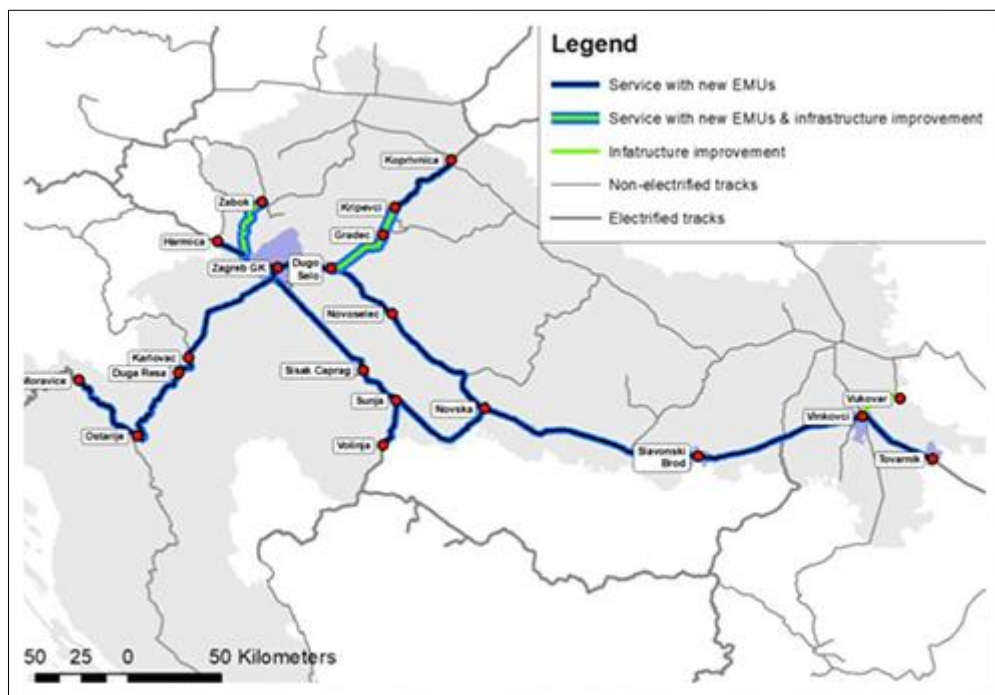 Legend
Service with new EMUs
Service with new EMUs & infrastructure improvement
Infatructure improvement
Non-electrified tracks
Electrified tracks
Koprivnica
Zabok
Kripevci
Gradec
Harmica
Zagreb GK
Dugo
Selo
Novoselec
Karlovac
Duga Resa
Sisak Caprag
Moravice
Sunja
Novska
Vukovar
Vinkovci
Ostarije
Volinja
Slavonski
Brod
Tovarnik
50 25 0 50 Kilometers